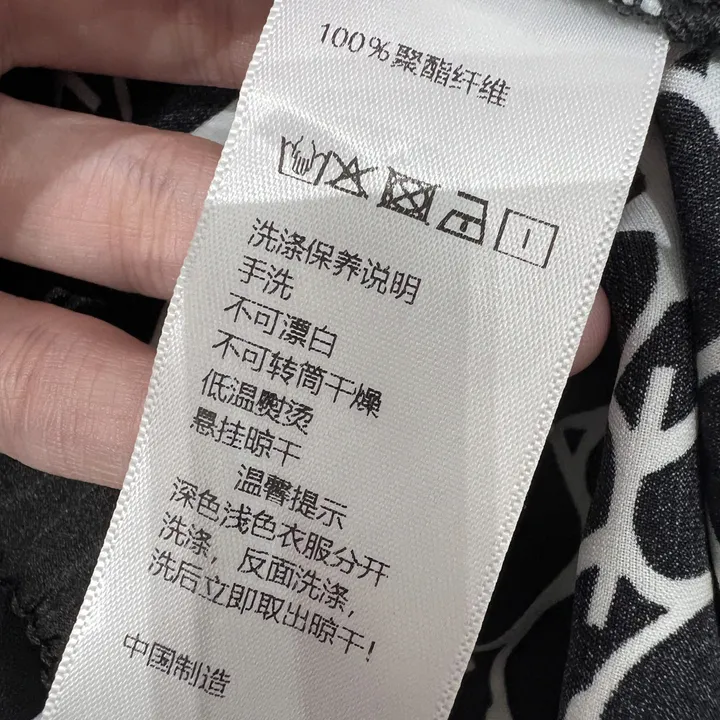 100%聚酯纤维
洗涤保养说明
手洗
不可漂白
不可转筒干燥
低温熨烫
悬挂晾干
温馨提示
深色浅色衣服分开
洗涤，反面洗涤，
洗后立即取出晾干！
中国制造